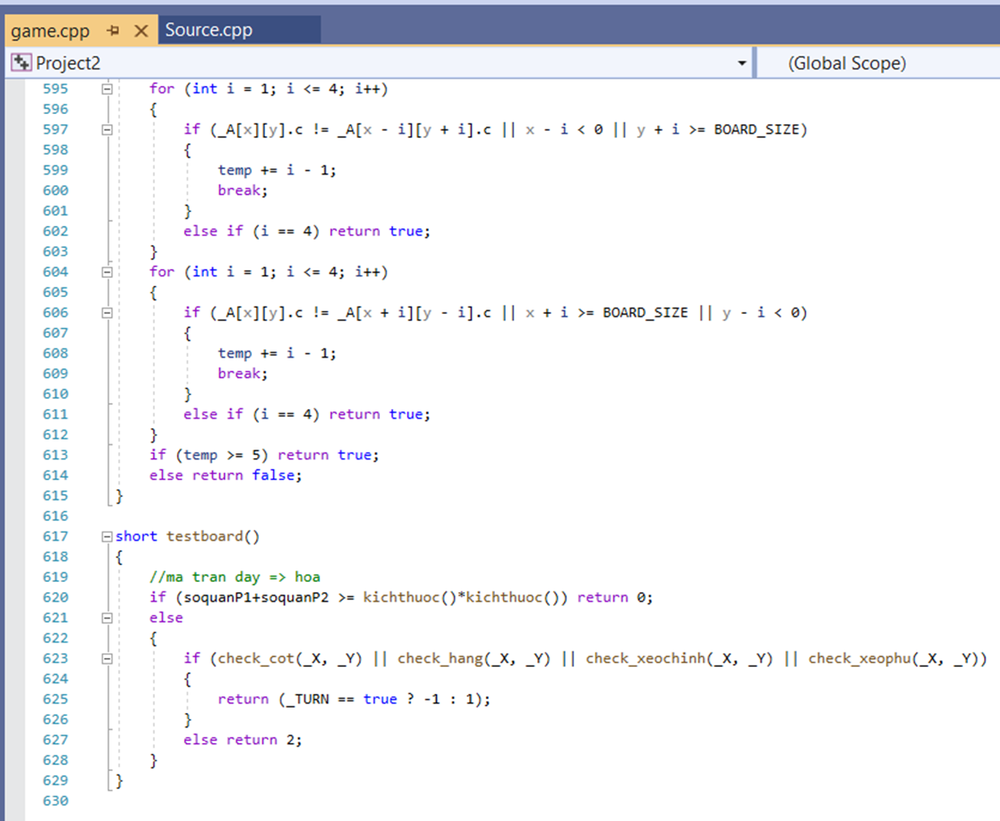 game.cpp Source.cpp
Project2 (Global Scope)
595 for (int i = 1; i <= 4; i++)
596 {
597 if (_A[x][y].c != _A[x - i][y + i].c || x - i < 0 || y + i >= BOARD_SIZE)
598 {
599 temp += i - 1;
600 break;
601 }
602 else if (i == 4) return true;
603 }
604 for (int i = 1; i <= 4; i++)
605 {
606 if (_A[x][y].c != _A[x + i][y - i].c || x + i >= BOARD_SIZE || y - i < 0)
607 {
608 temp += i - 1;
609 break;
610 }
611 else if (i == 4) return true;
612 }
613 if (temp >= 5) return true;
614 else return false;
615 }
616
617 short testboard()
618 {
619 //ma tran day => hoa
620 if (soquanP1+soquanP2 >= kichthuoc()*kichthuoc()) return 0;
621 else
622 {
623 if (check_cot(_X, _Y) || check_hang(_X, _Y) || check_xeochinh(_X, _Y) || check_xeophu(_X, _Y))
624 {
625 return (_TURN == true ? -1 : 1);
626 }
627 else return 2;
628 }
629 }
630